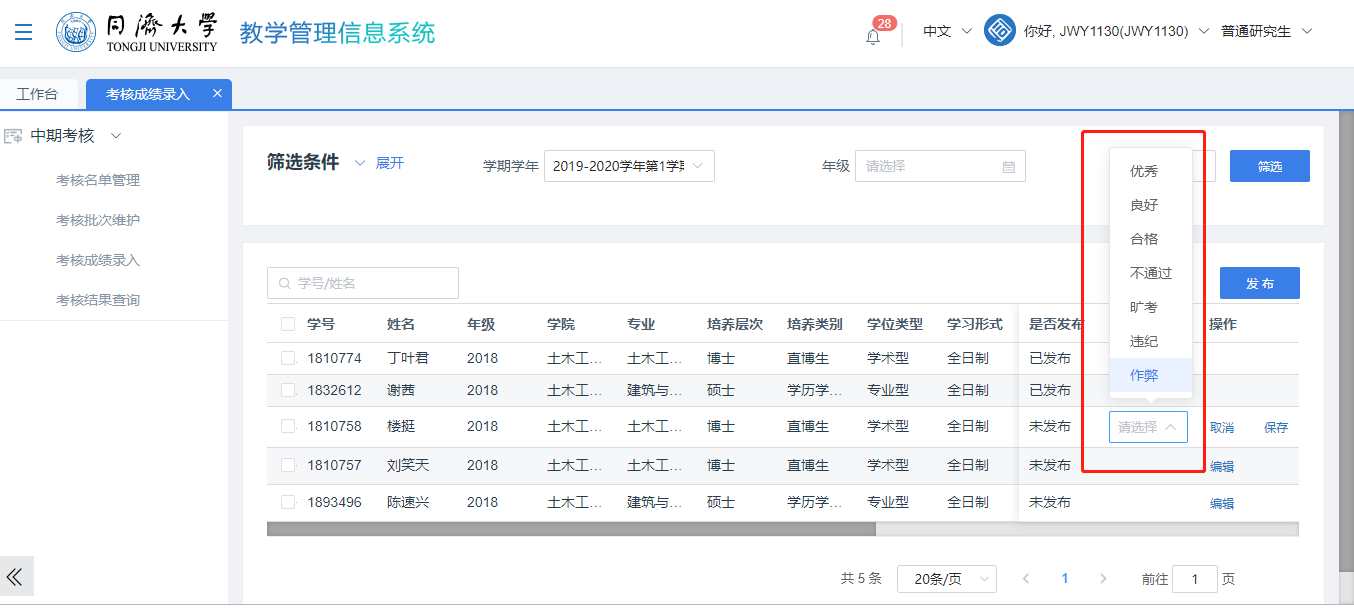 同濟大学
TONGJI UNIVERSITY
教学管理信息系统
28
中文
你好, JWY1130(JWY1130)
普通研究生
工作台
考核成绩录入
中期考核
考核名单管理
考核批次维护
考核成绩录入
考核结果查询
筛选条件
展开
学期学年 2019-2020学年第1学期
年级 请选择
筛选
优秀
良好
合格
不通过
旷考
违纪
作弊
学号/姓名
发布
学号 姓名 年级 学院 专业 培养层次 培养类别 学位类型 学习形式 是否发布 操作
1810774 丁叶君 2018 土木工... 土木工... 博士 直博生 学术型 全日制 已发布
1832612 谢茜 2018 土木工... 建筑与... 硕士 学历学... 专业型 全日制 已发布
1810758 楼挺 2018 土木工... 土木工... 博士 直博生 学术型 全日制 未发布 请选择 取消 保存
1810757 刘笑天 2018 土木工... 土木工... 博士 直博生 学术型 全日制 未发布 编辑
1893496 陈速兴 2018 土木工... 建筑与... 硕士 学历学... 专业型 全日制 未发布 编辑
共 5 条 20条/页 1 前往 1 页